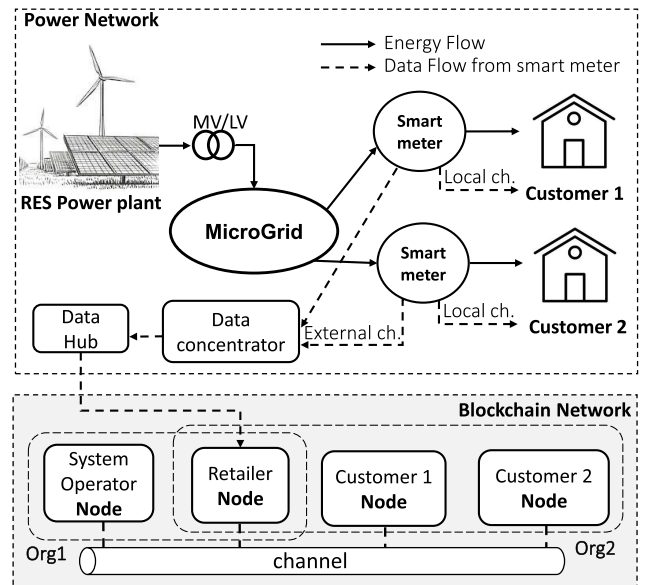 Power Network
Energy Flow
Data Flow from smart meter
MV/LV
Smart
meter
Local ch.
RES Power plant
Customer 1
MicroGrid
Smart
meter
Local ch.
Customer 2
Data
Hub
Data
concentrator
External ch.
Blockchain Network
System
Operator
Node
Retailer
Node
Customer 1
Node
Customer 2
Node
Org1
channel
Org2